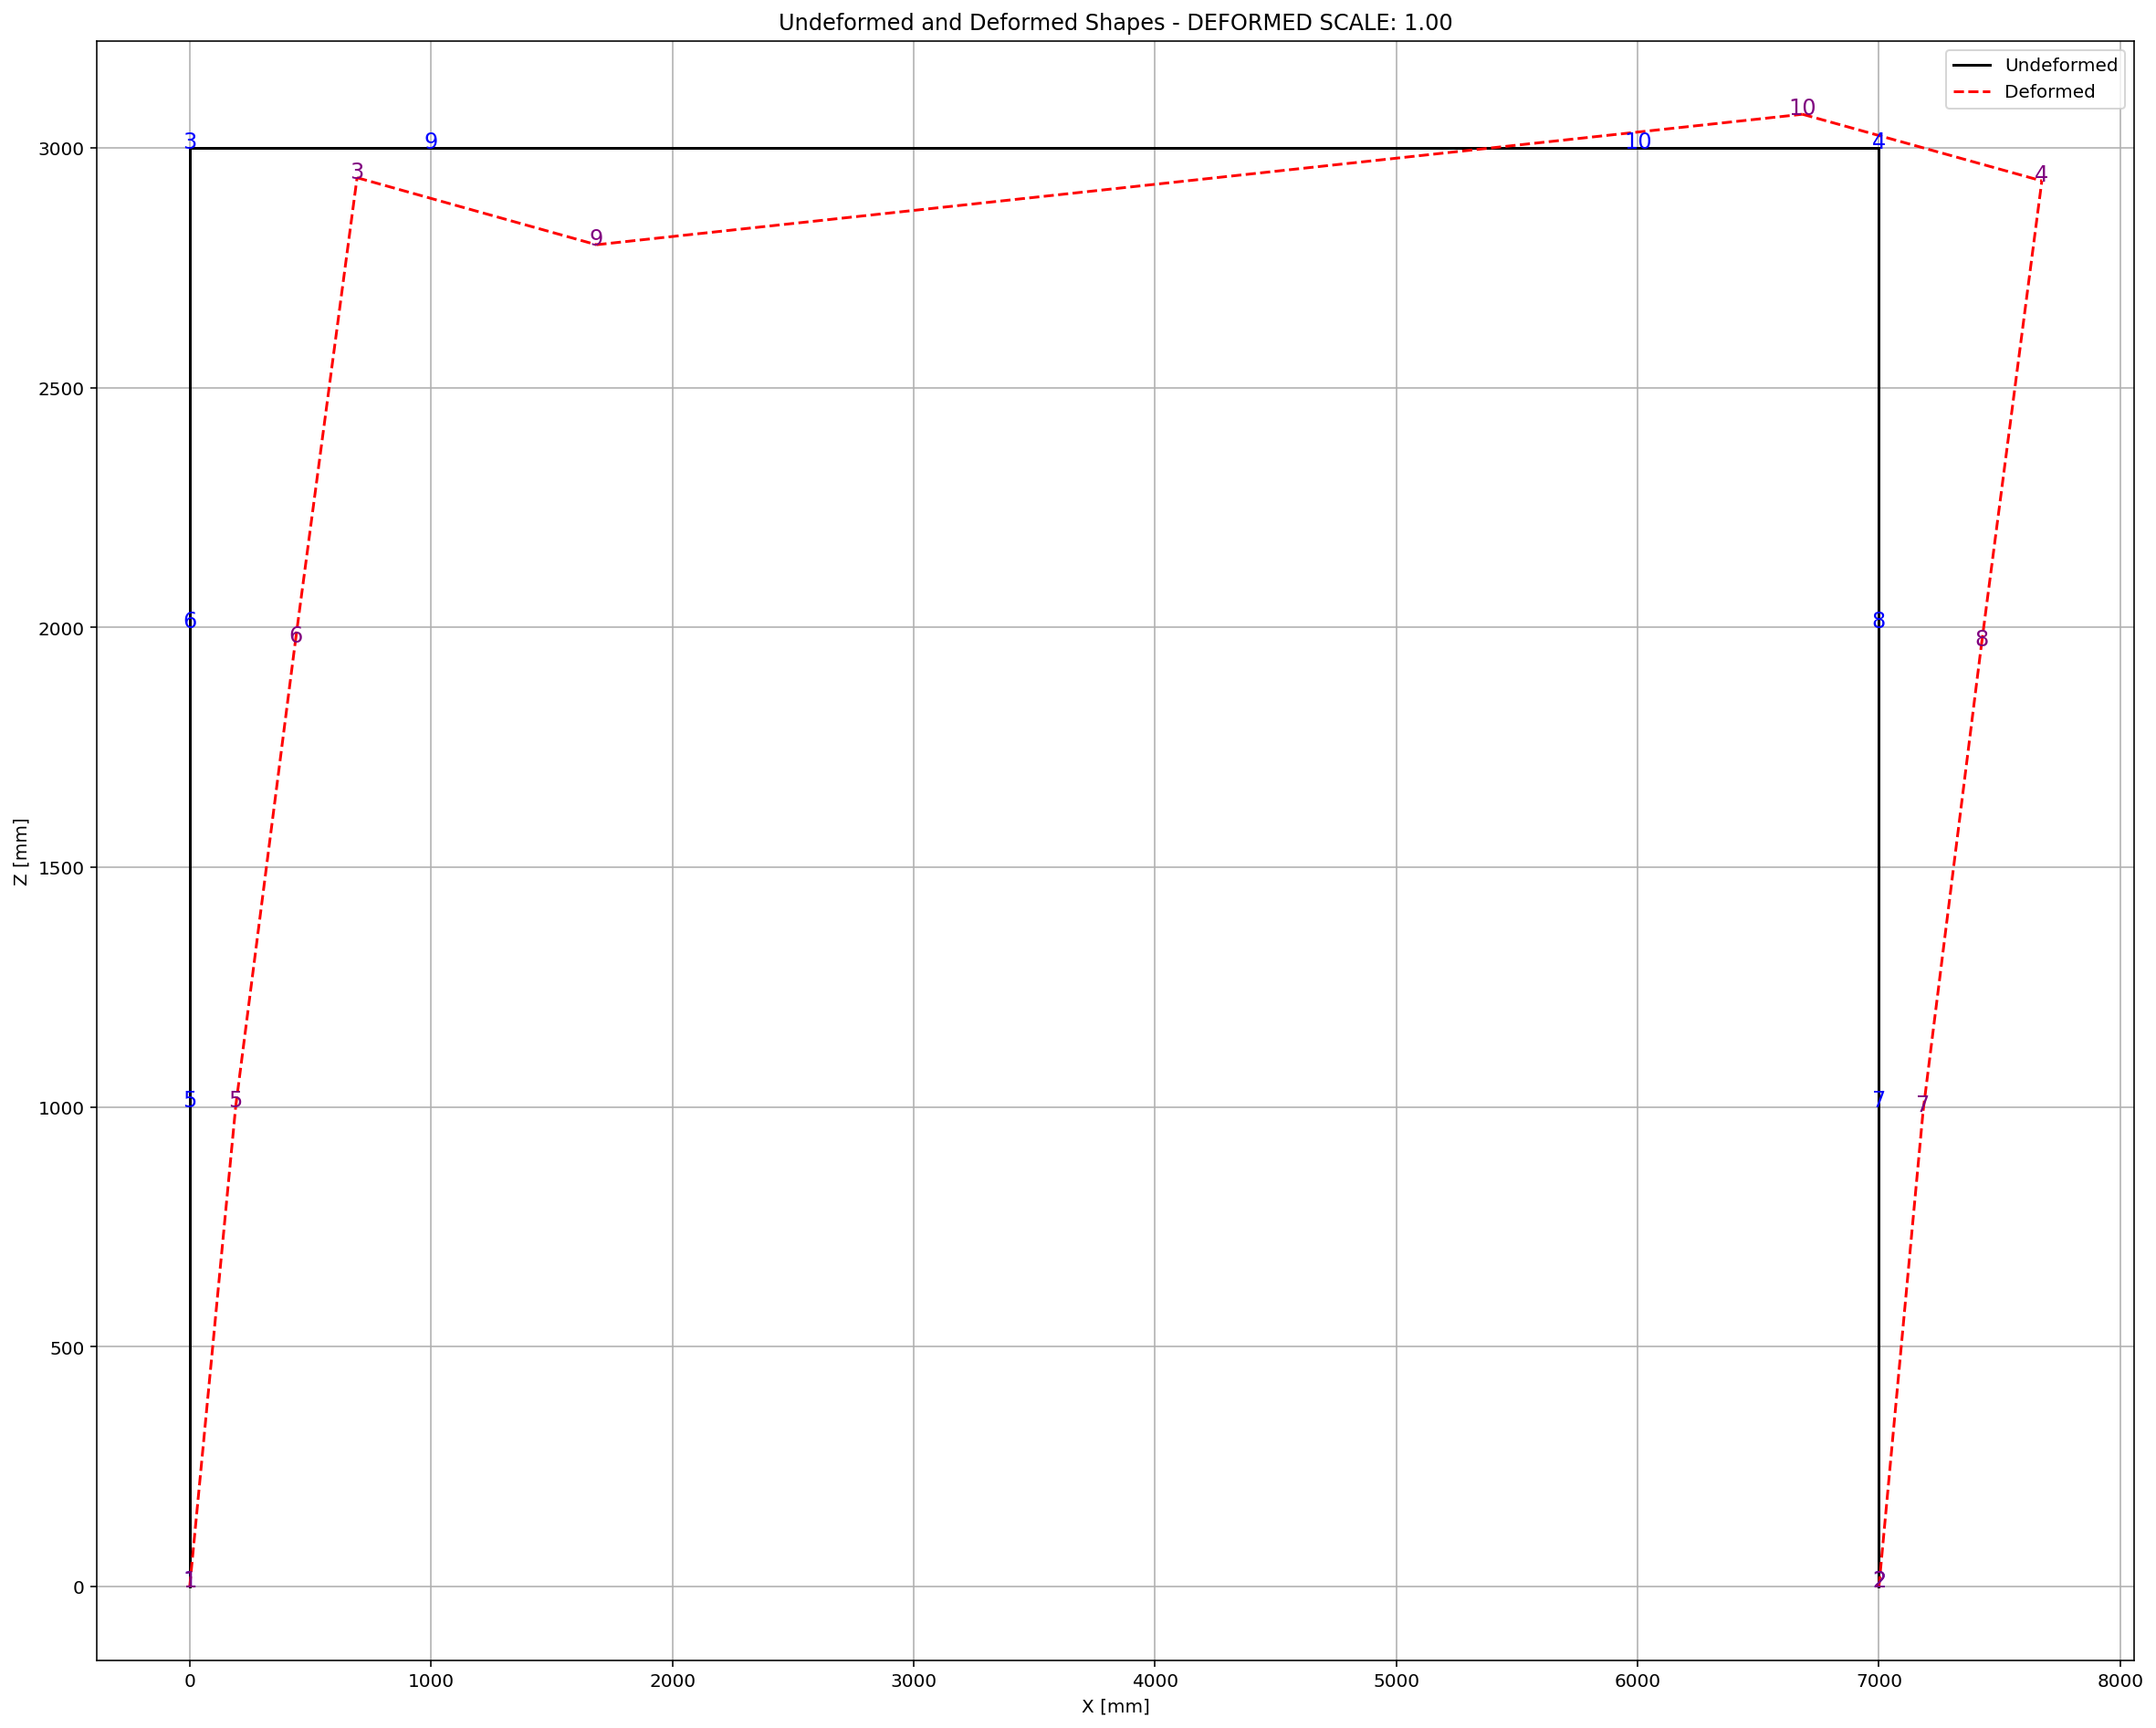 Undeformed and Deformed Shapes - DEFORMED SCALE: 1.00
Undeformed
Deformed
10
3 9 10 4
3000
3 4
9
2500
6 8
2000
6 8
1500
Z [mm]
5 5 7 7
1000
500
1 2
0
0 1000 2000 3000 4000 5000 6000 7000 8000
X [mm]